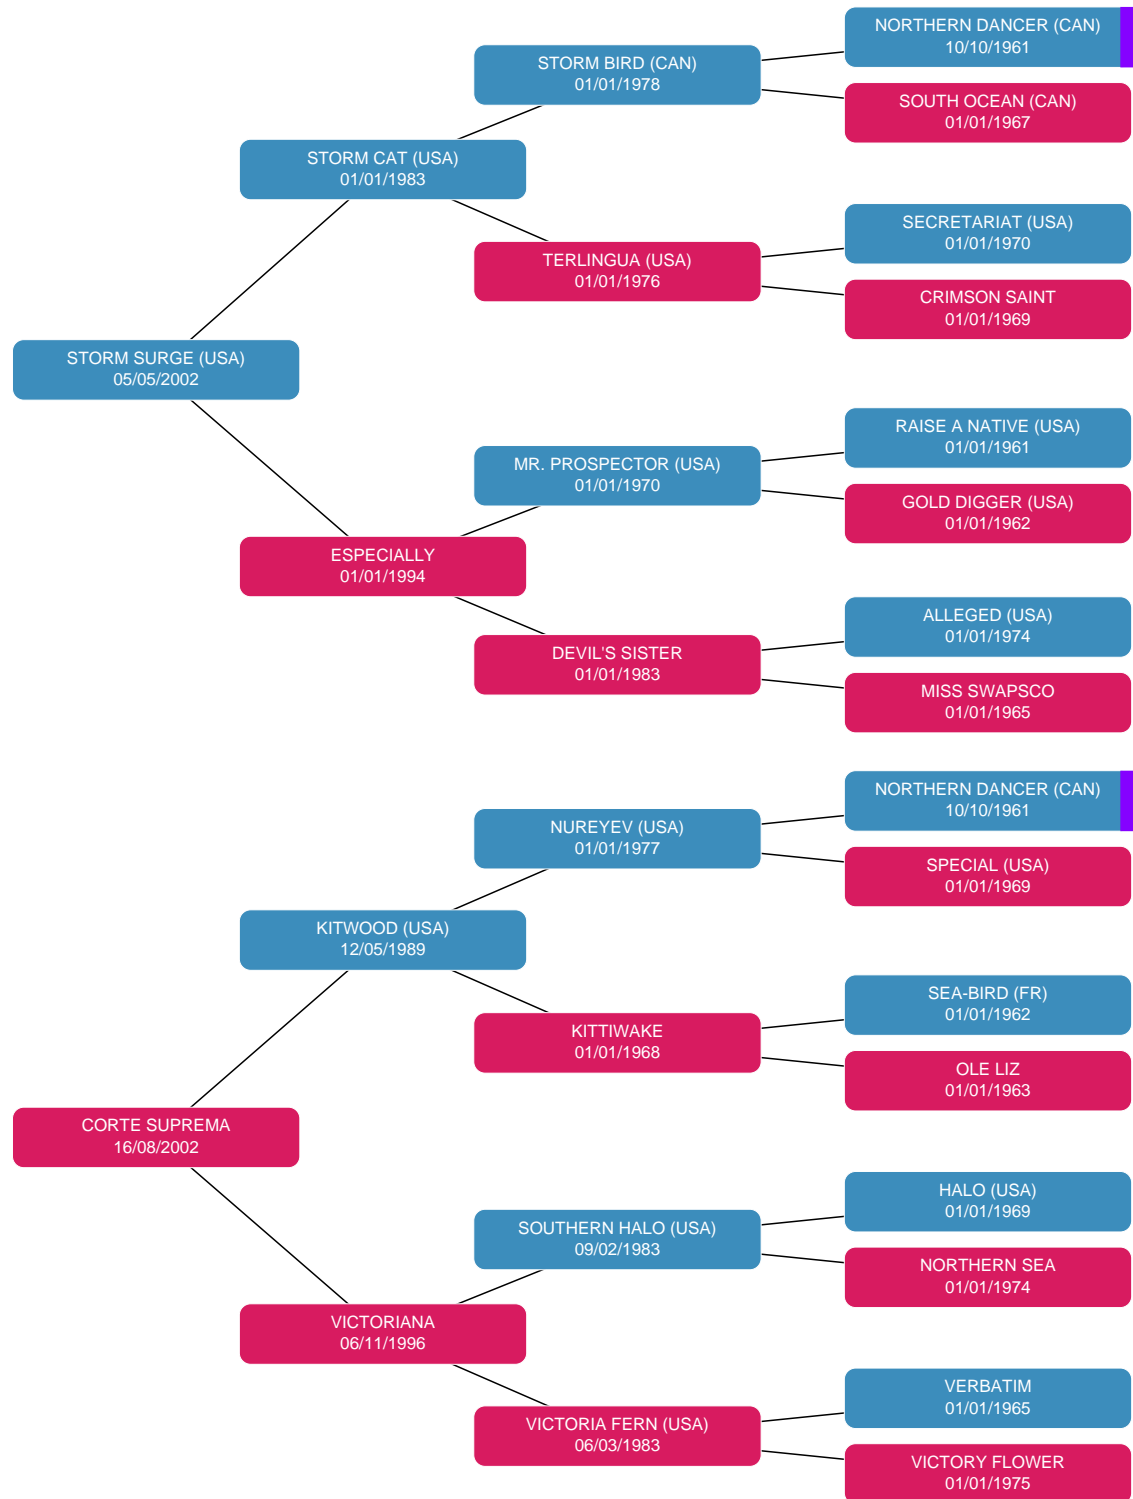 NORTHERN DANCER (CAN)
10/10/1961
STORM BIRD (CAN)
01/01/1978
SOUTH OCEAN (CAN)
01/01/1967
STORM CAT (USA)
01/01/1983
SECRETARIAT (USA)
01/01/1970
TERLINGUA (USA)
01/01/1976
CRIMSON SAINT
01/01/1969
STORM SURGE (USA)
05/05/2002
RAISE A NATIVE (USA)
01/01/1961
MR. PROSPECTOR (USA)
01/01/1970
GOLD DIGGER (USA)
01/01/1962
ESPECIALLY
01/01/1994
ALLEGED (USA)
01/01/1974
DEVIL'S SISTER
01/01/1983
MISS SWAPSCO
01/01/1965
NORTHERN DANCER (CAN)
10/10/1961
NUREYEV (USA)
01/01/1977
SPECIAL (USA)
01/01/1969
KITWOOD (USA)
12/05/1989
SEA-BIRD (FR)
01/01/1962
KITTIWAKE
01/01/1968
OLE LIZ
01/01/1963
CORTE SUPREMA
16/08/2002
HALO (USA)
01/01/1969
SOUTHERN HALO (USA)
09/02/1983
NORTHERN SEA
01/01/1974
VICTORIANA
06/11/1996
VERBATIM
01/01/1965
VICTORIA FERN (USA)
06/03/1983
VICTORY FLOWER
01/01/1975